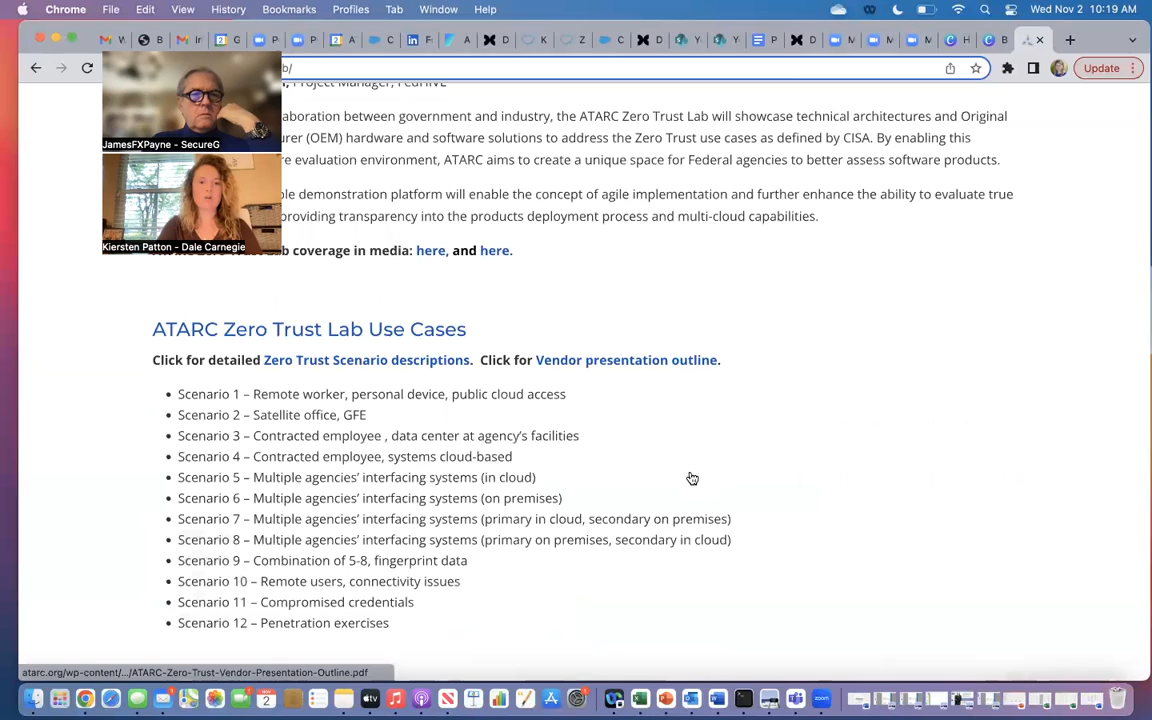 Chrome File Edit View History Bookmarks Profiles Tab Window Help Wed Nov 2 10:19 AM
b/ Update
Project Manager, FedHIVE
JamesFXPayne - SecureG
Kiersten Patton - Dale Carnegie
aboration between government and industry, the ATARC Zero Trust Lab will showcase technical architectures and Original
rer (OEM) hardware and software solutions to address the Zero Trust use cases as defined by CISA. By enabling this
re evaluation environment, ATARC aims to create a unique space for Federal agencies to better assess software products.
ble demonstration platform will enable the concept of agile implementation and further enhance the ability to evaluate true
providing transparency into the products deployment process and multi-cloud capabilities.
b coverage in media: here, and here.
ATARC Zero Trust Lab Use Cases
Click for detailed Zero Trust Scenario descriptions. Click for Vendor presentation outline.
• Scenario 1 – Remote worker, personal device, public cloud access
• Scenario 2 – Satellite office, GFE
• Scenario 3 – Contracted employee , data center at agency’s facilities
• Scenario 4 – Contracted employee, systems cloud-based
• Scenario 5 – Multiple agencies’ interfacing systems (in cloud)
• Scenario 6 – Multiple agencies’ interfacing systems (on premises)
• Scenario 7 – Multiple agencies’ interfacing systems (primary in cloud, secondary on premises)
• Scenario 8 – Multiple agencies’ interfacing systems (primary on premises, secondary in cloud)
• Scenario 9 – Combination of 5-8, fingerprint data
• Scenario 10 – Remote users, connectivity issues
• Scenario 11 – Compromised credentials
• Scenario 12 – Penetration exercises
atarc.org/wp-content/.../ATARC-Zero-Trust-Vendor-Presentation-Outline.pdf